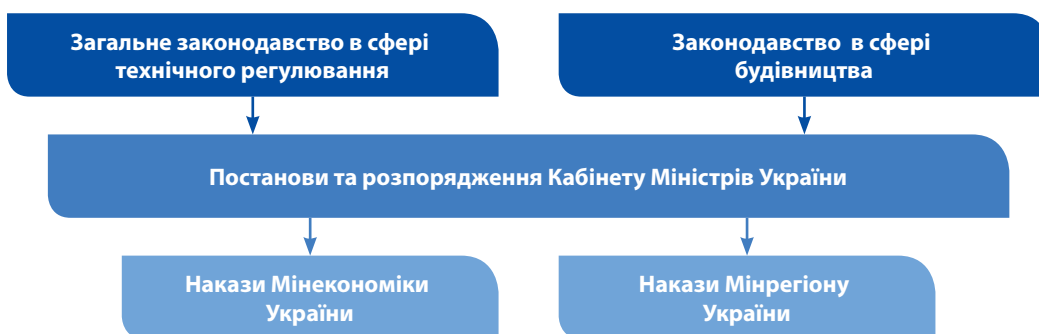 Загальне законодавство в сфері
технічного регулювання
Законодавство в сфері
будівництва
Постанови та розпорядження Кабінету Міністрів України
Накази Мінекономіки
України
Накази Мінрегіону
України